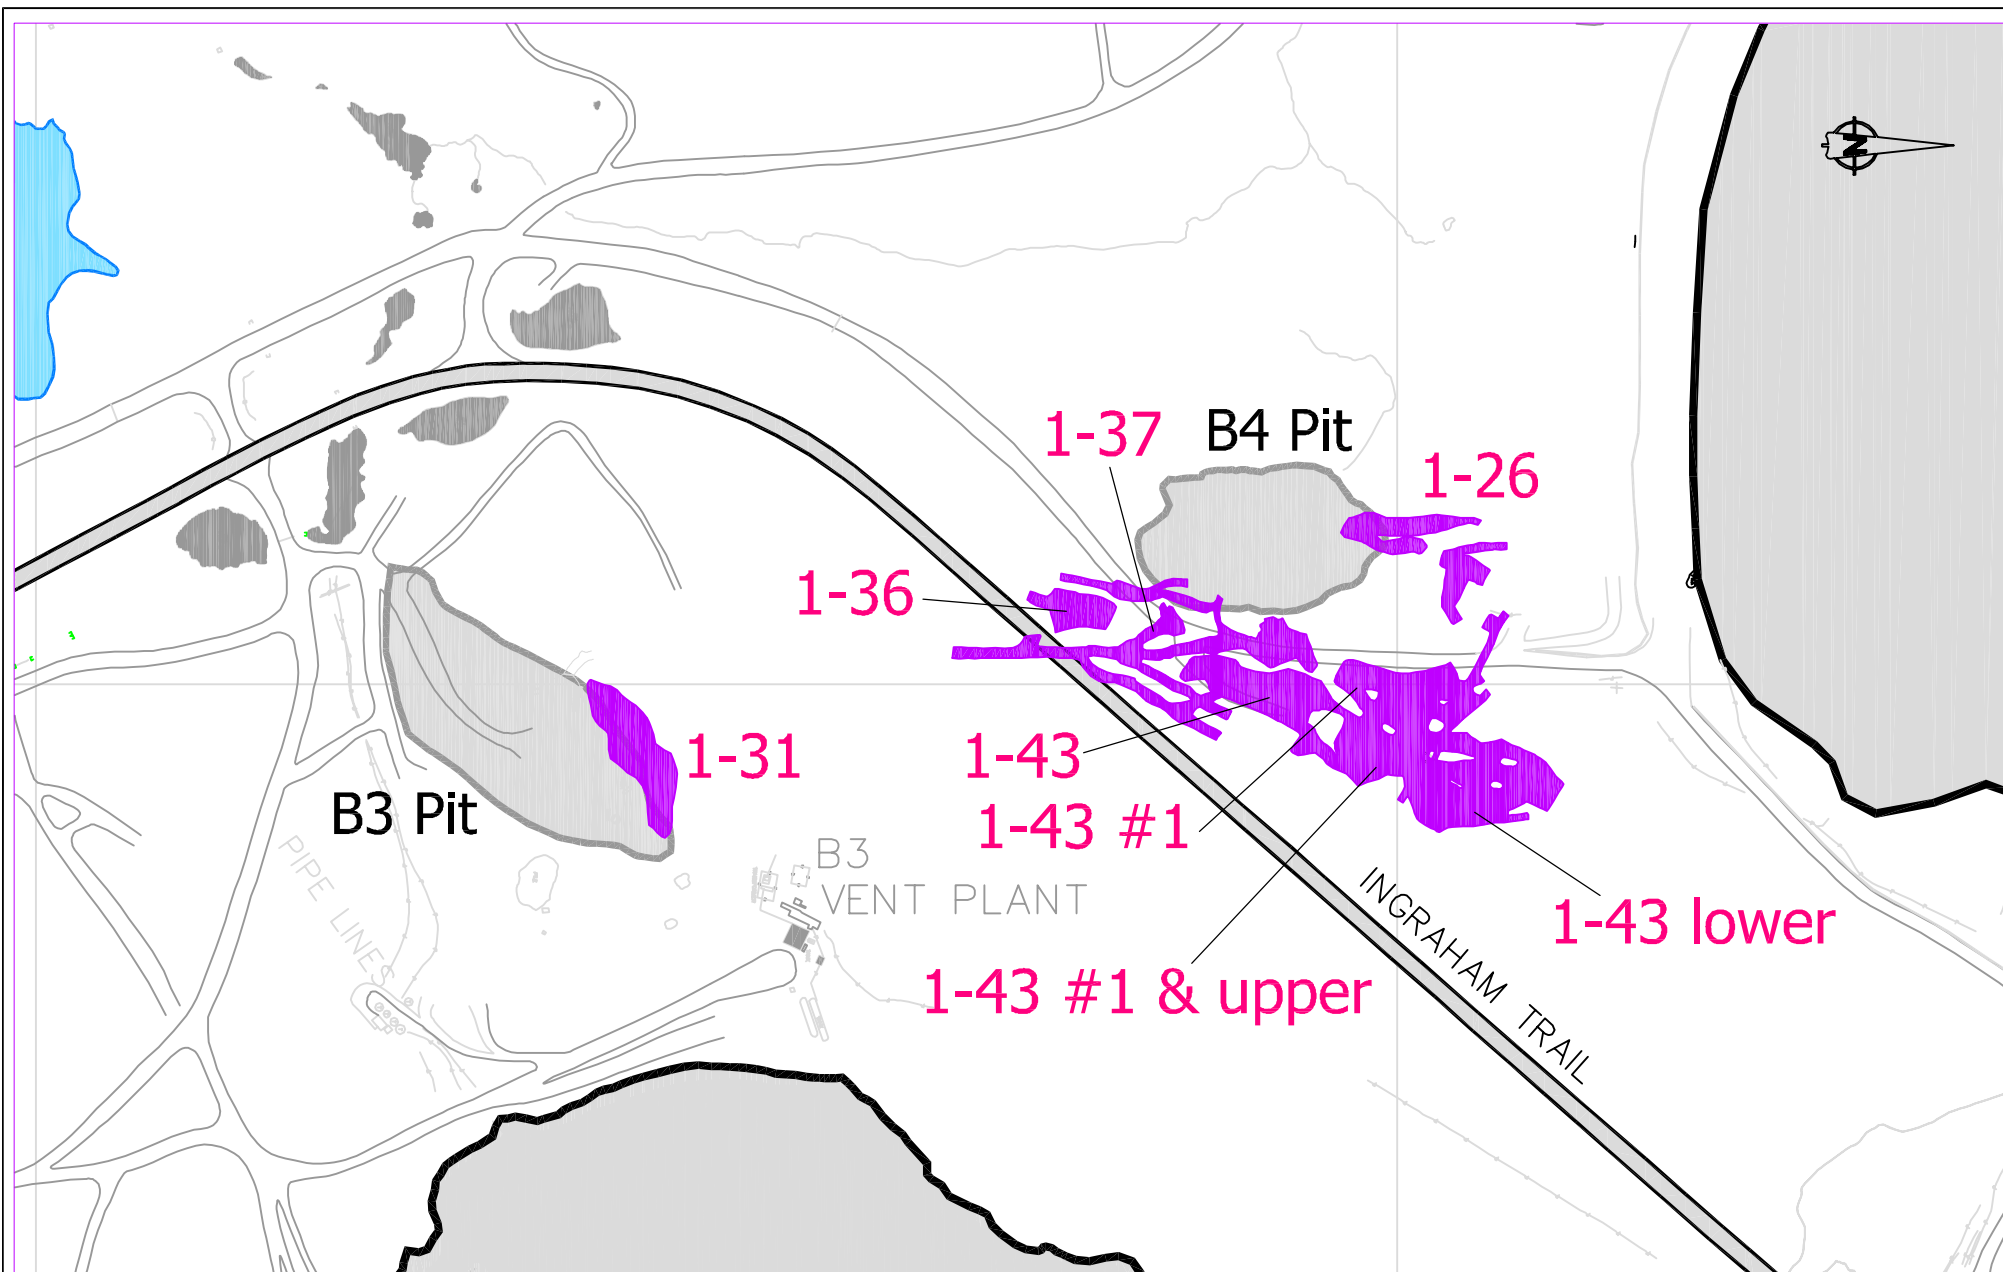 N
1-37
B4 Pit
1-26
1-36
1-31
1-43
B3 Pit
1-43 #1
B3
VENT PLANT
PIPE LINES
1-43 lower
1-43 #1 & upper
INGRAHAM TRAIL